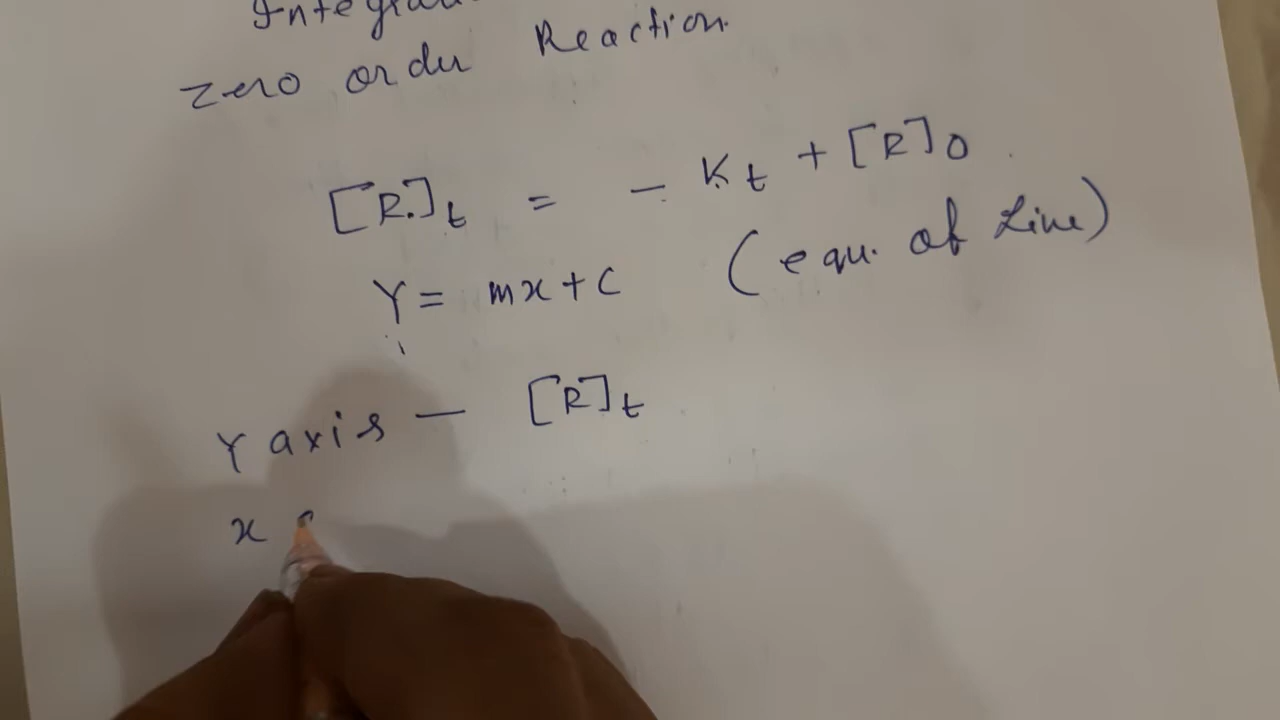 zero order Reaction
[R.]t = - Kt + [R]0
Y = mx + c (equ. of Line)
Y axis - [R]t
x